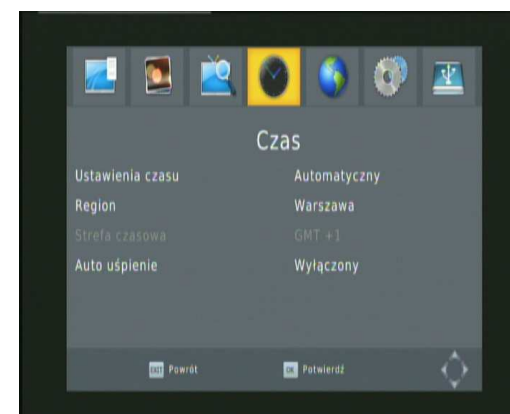 Czas
Ustawienia czasu Automatyczny
Region Warszawa
Strefa czasowa GMT +1
Auto uśpienie Wyłączony
EXIT Powrót OK Potwierdź